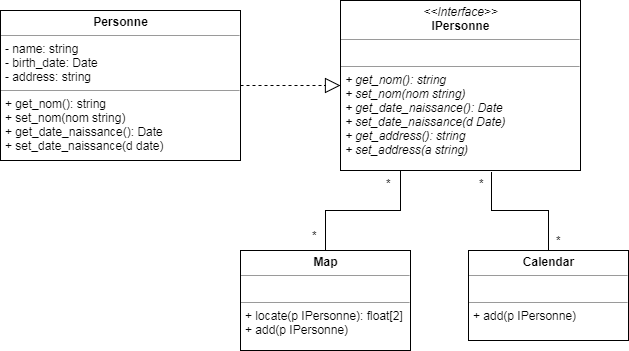 Personne
- name: string
- birth_date: Date
- address: string
+ get_nom(): string
+ set_nom(nom string)
+ get_date_naissance(): Date
+ set_date_naissance(d date)
<<Interface>>
IPersonne
+ get_nom(): string
+ set_nom(nom string)
+ get_date_naissance(): Date
+ set_date_naissance(d Date)
+ get_address(): string
+ set_address(a string)
*
*
*
*
Map
+ locate(p IPersonne): float[2]
+ add(p IPersonne)
Calendar
+ add(p IPersonne)